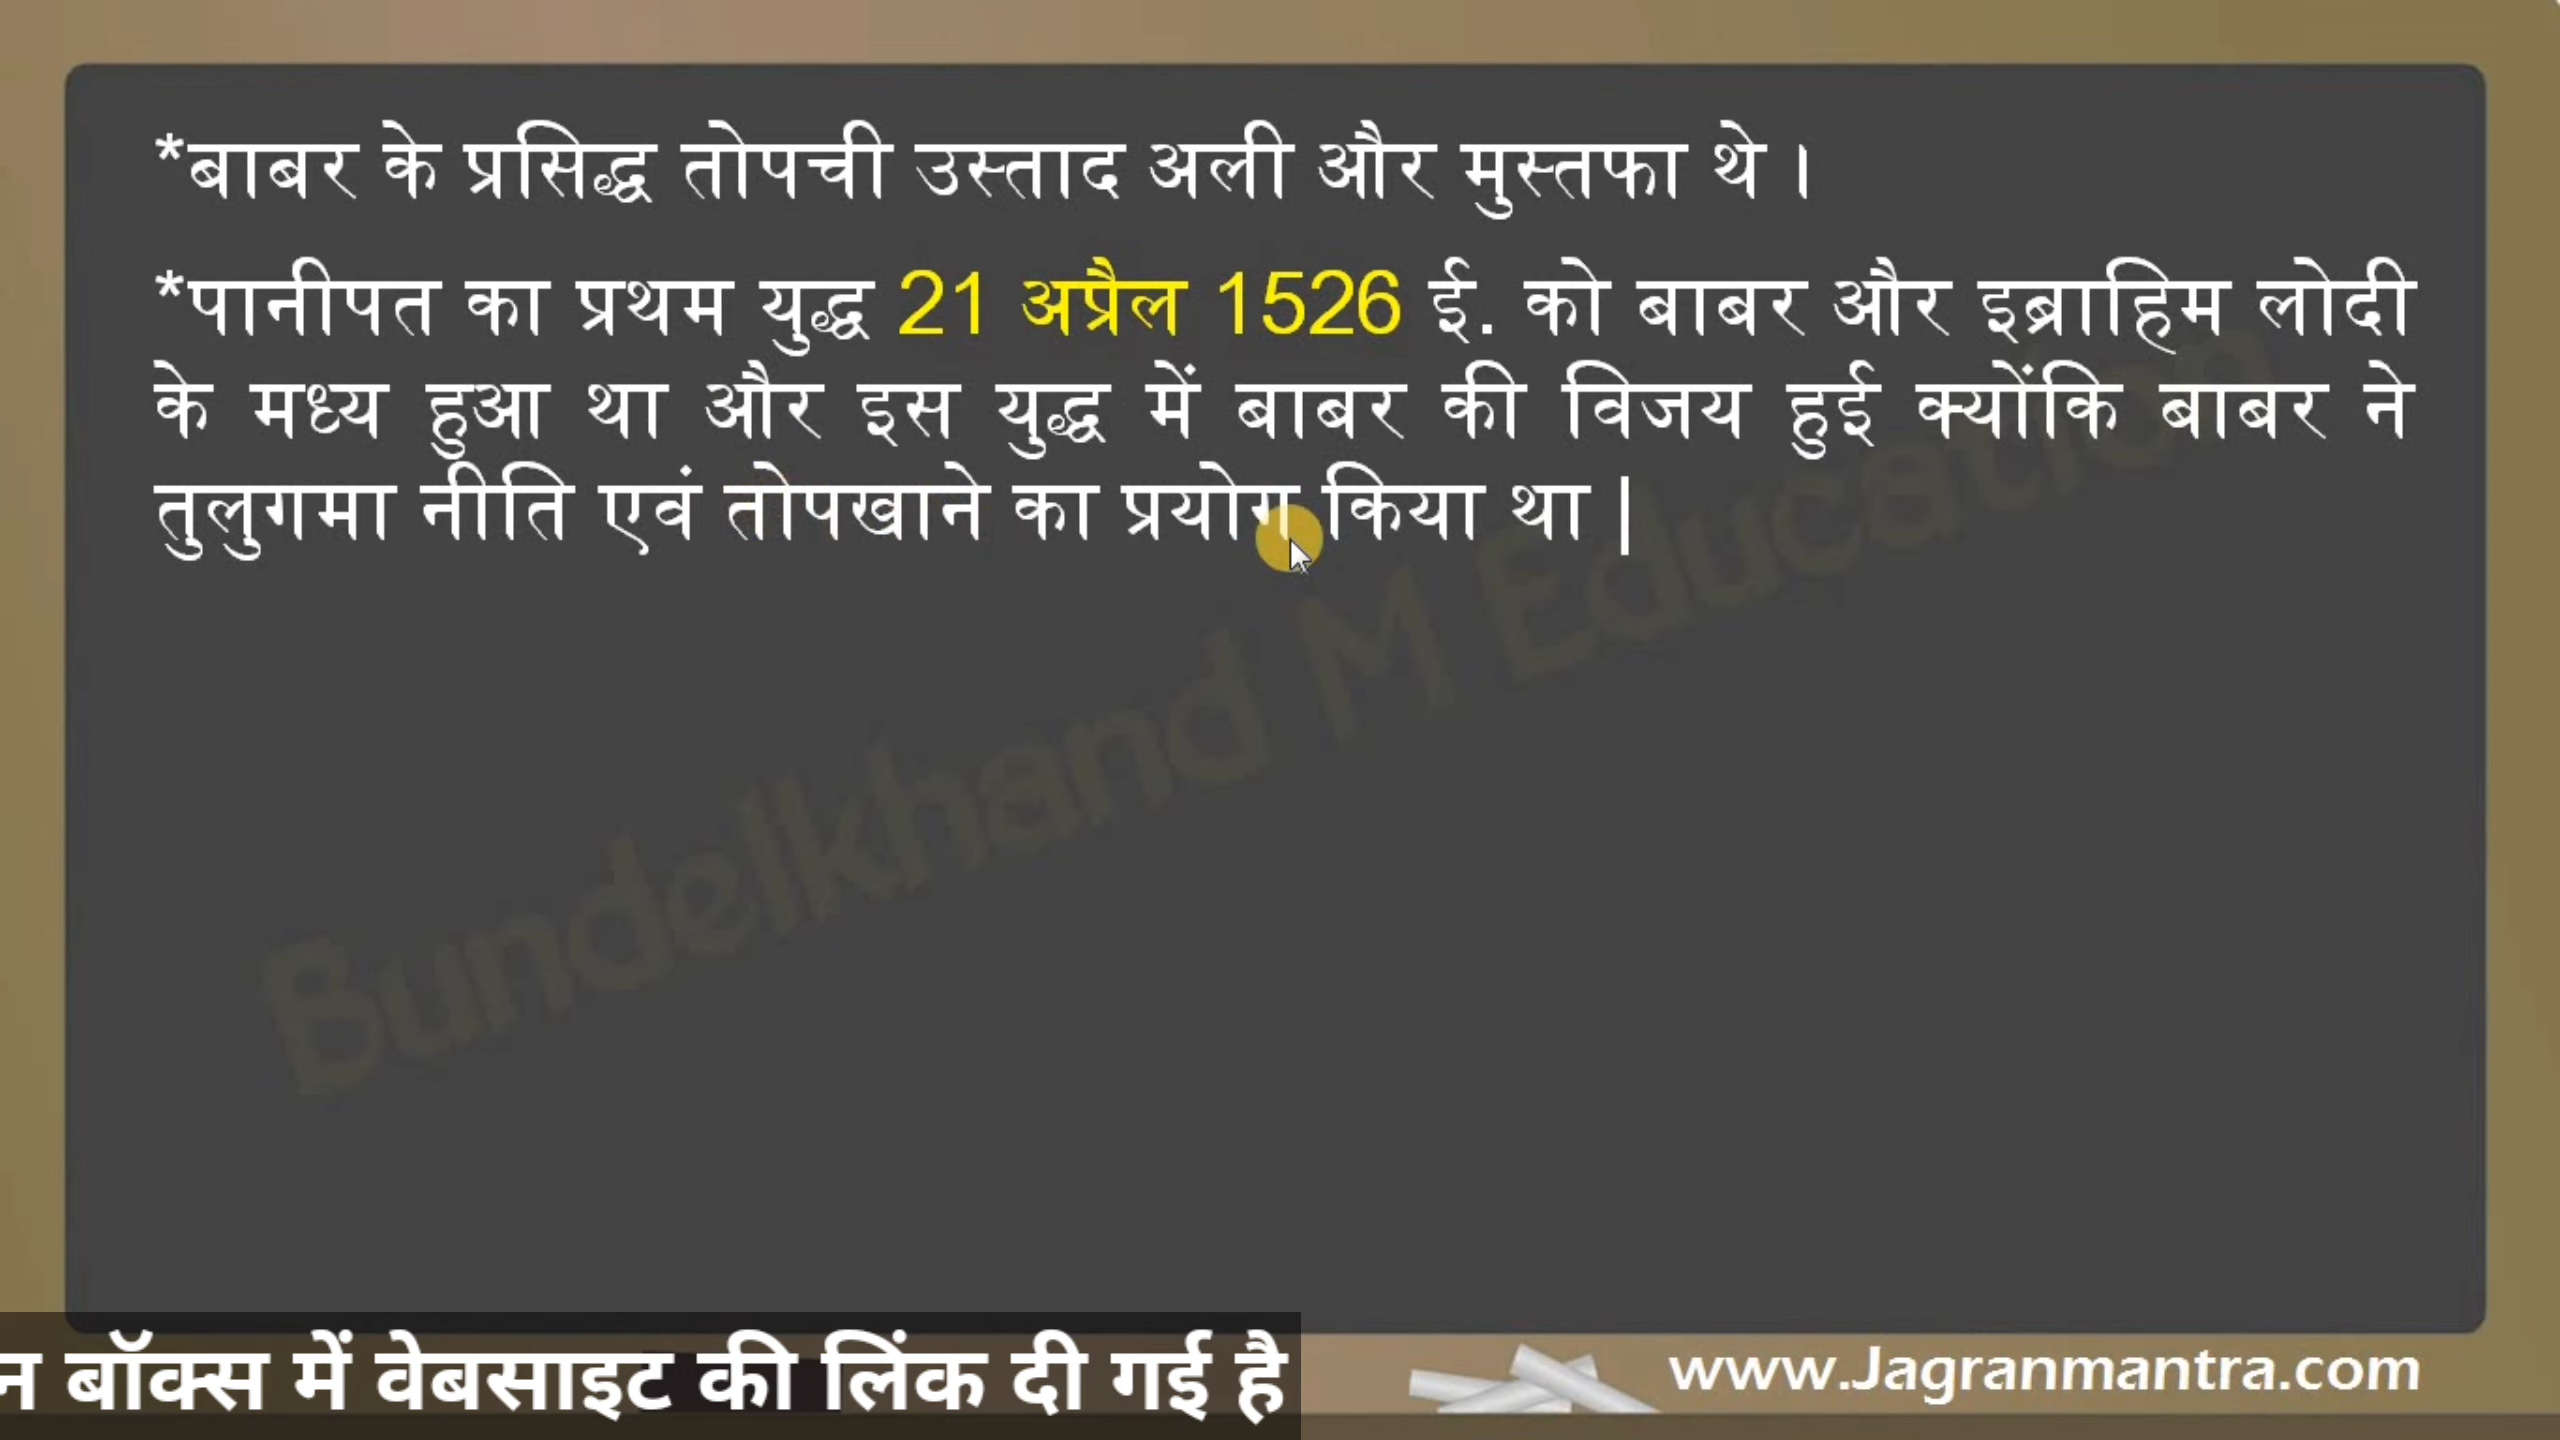 *बाबर के प्रसिद्ध तोपची उस्ताद अली और मुस्तफा थे ।
*पानीपत का प्रथम युद्ध 21 अप्रैल 1526 ई. को बाबर और इब्राहिम लोदी
के मध्य हुआ था और इस युद्ध में बाबर की विजय हुई क्योंकि बाबर ने
तुलुगमा नीति एवं तोपखाने का प्रयोग किया था |
Bundelkhand M Education
न बॉक्स में वेबसाइट की लिंक दी गई है
www.Jagranmantra.com